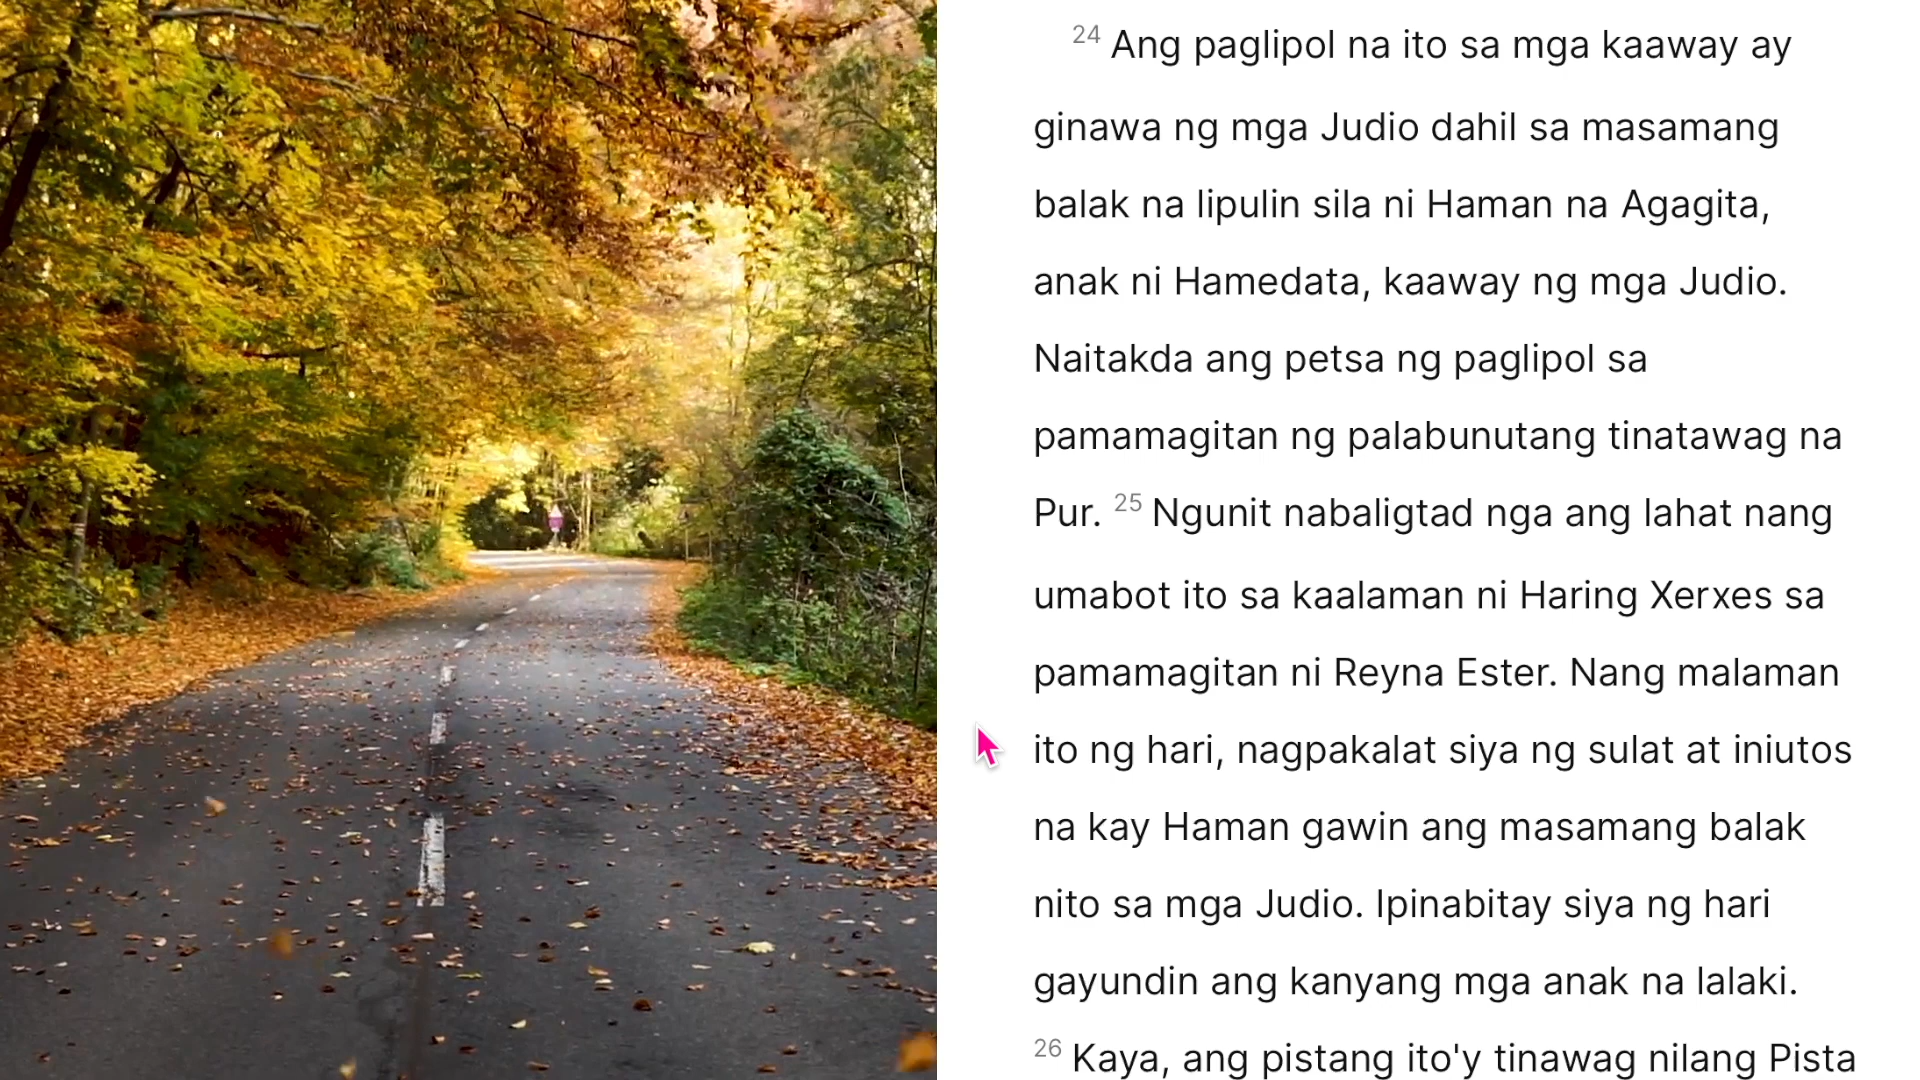 24 Ang paglipol na ito sa mga kaaway ay
ginawa ng mga Judio dahil sa masamang
balak na lipulin sila ni Haman na Agagita,
anak ni Hamedata, kaaway ng mga Judio.
Naitakda ang petsa ng paglipol sa
pamamagitan ng palabunutang tinatawag na
Pur. 25 Ngunit nabaligtad nga ang lahat nang
umabot ito sa kaalaman ni Haring Xerxes sa
pamamagitan ni Reyna Ester. Nang malaman
ito ng hari, nagpakalat siya ng sulat at iniutos
na kay Haman gawin ang masamang balak
nito sa mga Judio. Ipinabitay siya ng hari
gayundin ang kanyang mga anak na lalaki.
26 Kaya, ang pistang ito'y tinawag nilang Pista